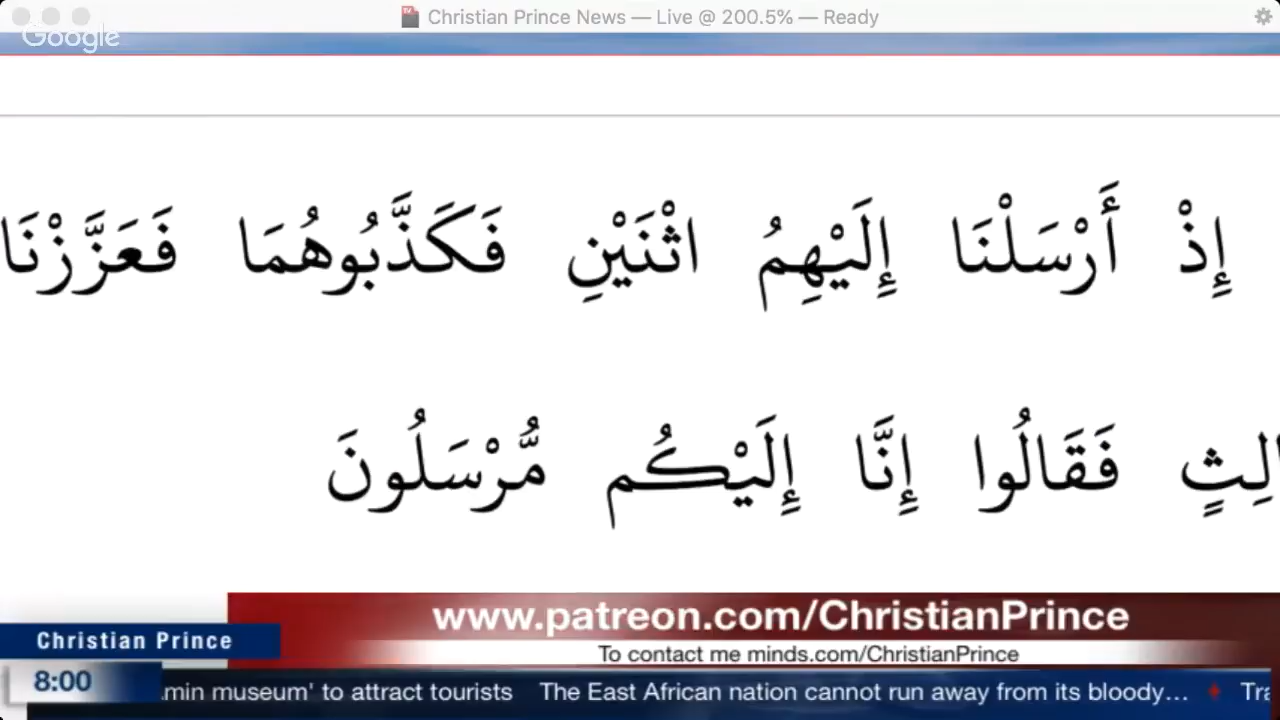 Christian Prince News — Live @ 200.5% — Ready
Google
إِذْ أَرْسَلْنَا إِلَيْهِمُ اثْنَيْنِ فَكَذَّبُوهُمَا فَعَزَّزْنَا
لِثٍ فَقَالُوا إِنَّا إِلَيْكُم مُّرْسَلُونَ
www.patreon.com/ChristianPrince
Christian Prince
To contact me minds.com/ChristianPrince
8:00
min museum' to attract tourists The East African nation cannot run away from its bloody... Tra